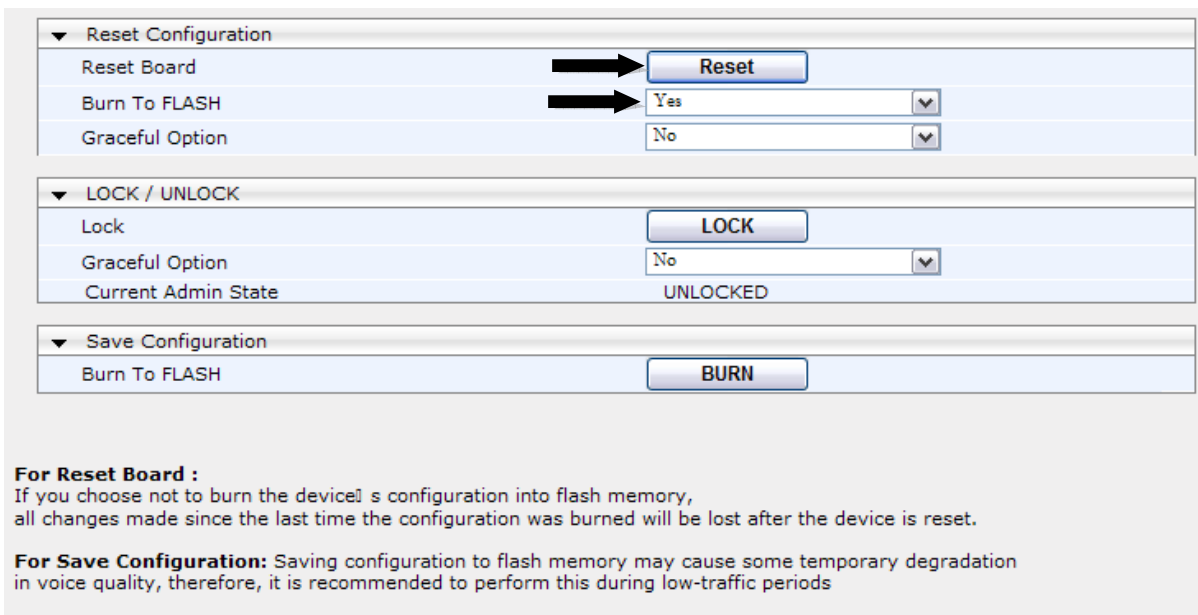 Reset Configuration
Reset Board Reset
Burn To FLASH Yes
Graceful Option No
LOCK / UNLOCK
Lock LOCK
Graceful Option No
Current Admin State UNLOCKED
Save Configuration
Burn To FLASH BURN
For Reset Board :
If you choose not to burn the device▯ s configuration into flash memory,
all changes made since the last time the configuration was burned will be lost after the device is reset.
For Save Configuration: Saving configuration to flash memory may cause some temporary degradation
in voice quality, therefore, it is recommended to perform this during low-traffic periods